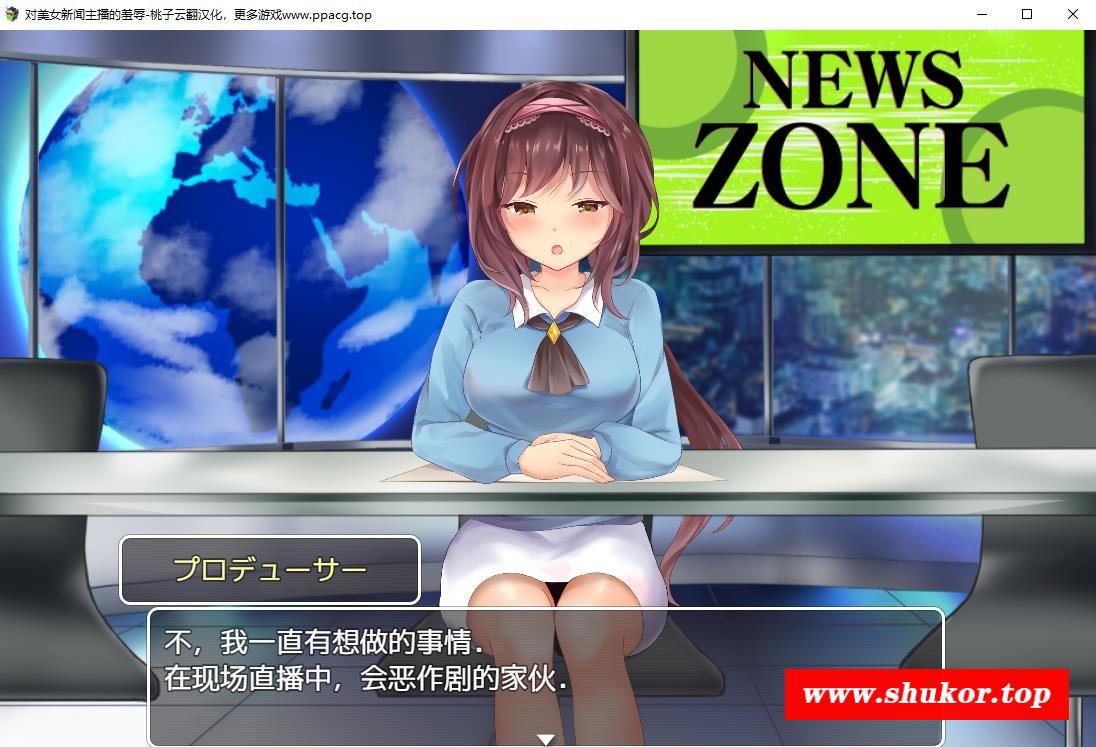 对美女新闻主播的羞辱-桃子云翻汉化，更多游戏www.ppacg.top
NEWS
ZONE
プロデューサー
不，我一直有想做的事情．
在现场直播中，会恶作剧的家伙．
www.shukor.top